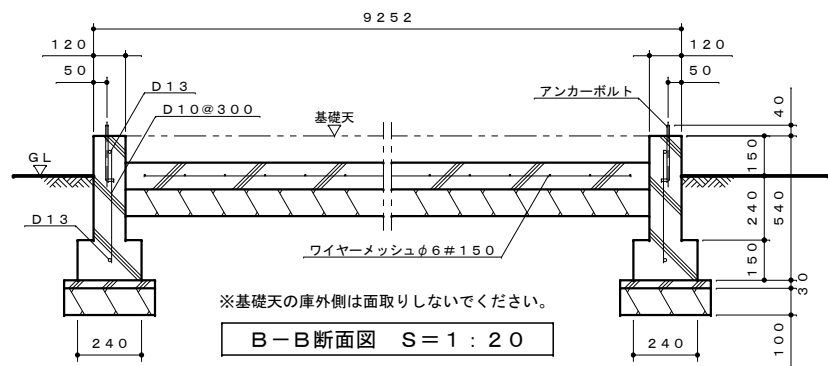 ９２５２
１２０
１２０
５０
５０
Ｄ１３
Ｄ１０＠３００
基礎天
アンカーボルト
４０
ＧＬ
１５０
２４０
５４０
１５０
３０
１００
Ｄ１３
ワイヤーメッシュφ６＃１５０
※基礎天の庫外側は面取りしないでください。
Ｂ－Ｂ断面図　Ｓ＝１：２０
２４０
２４０